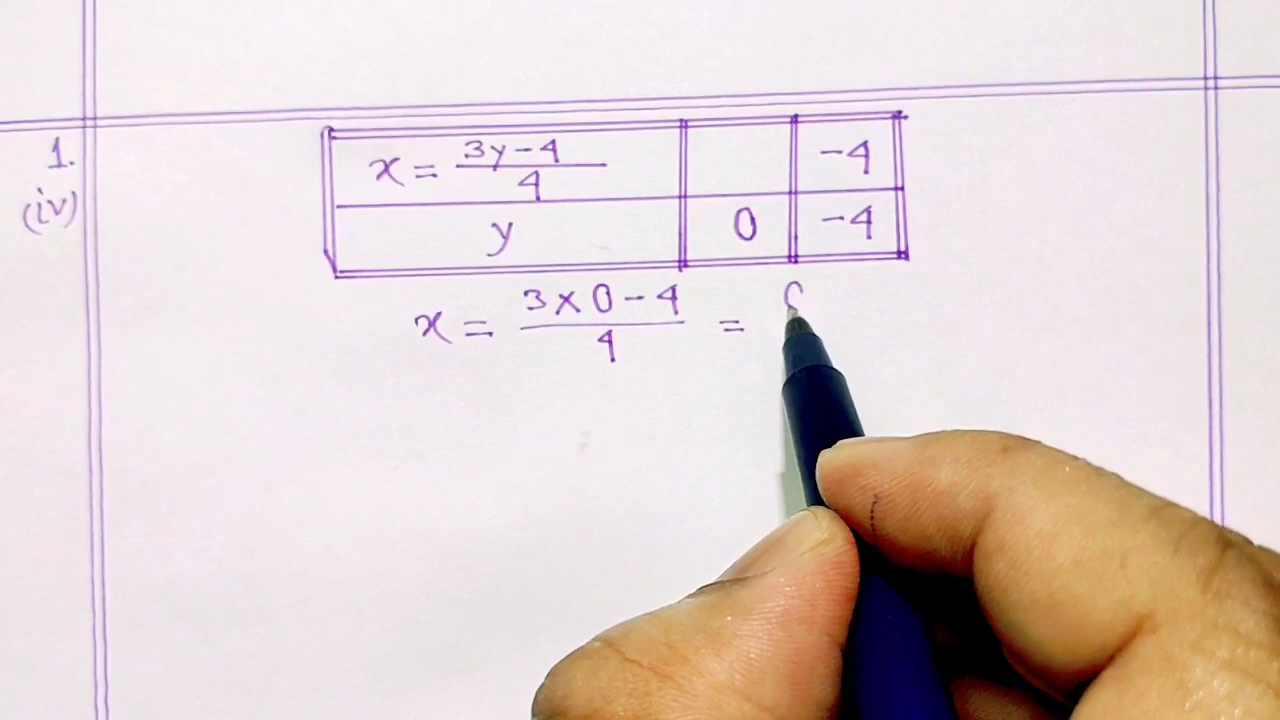 1.
(iv)
x = 3y-4/4 -4
y 0 -4
x = 3×0-4/4 =